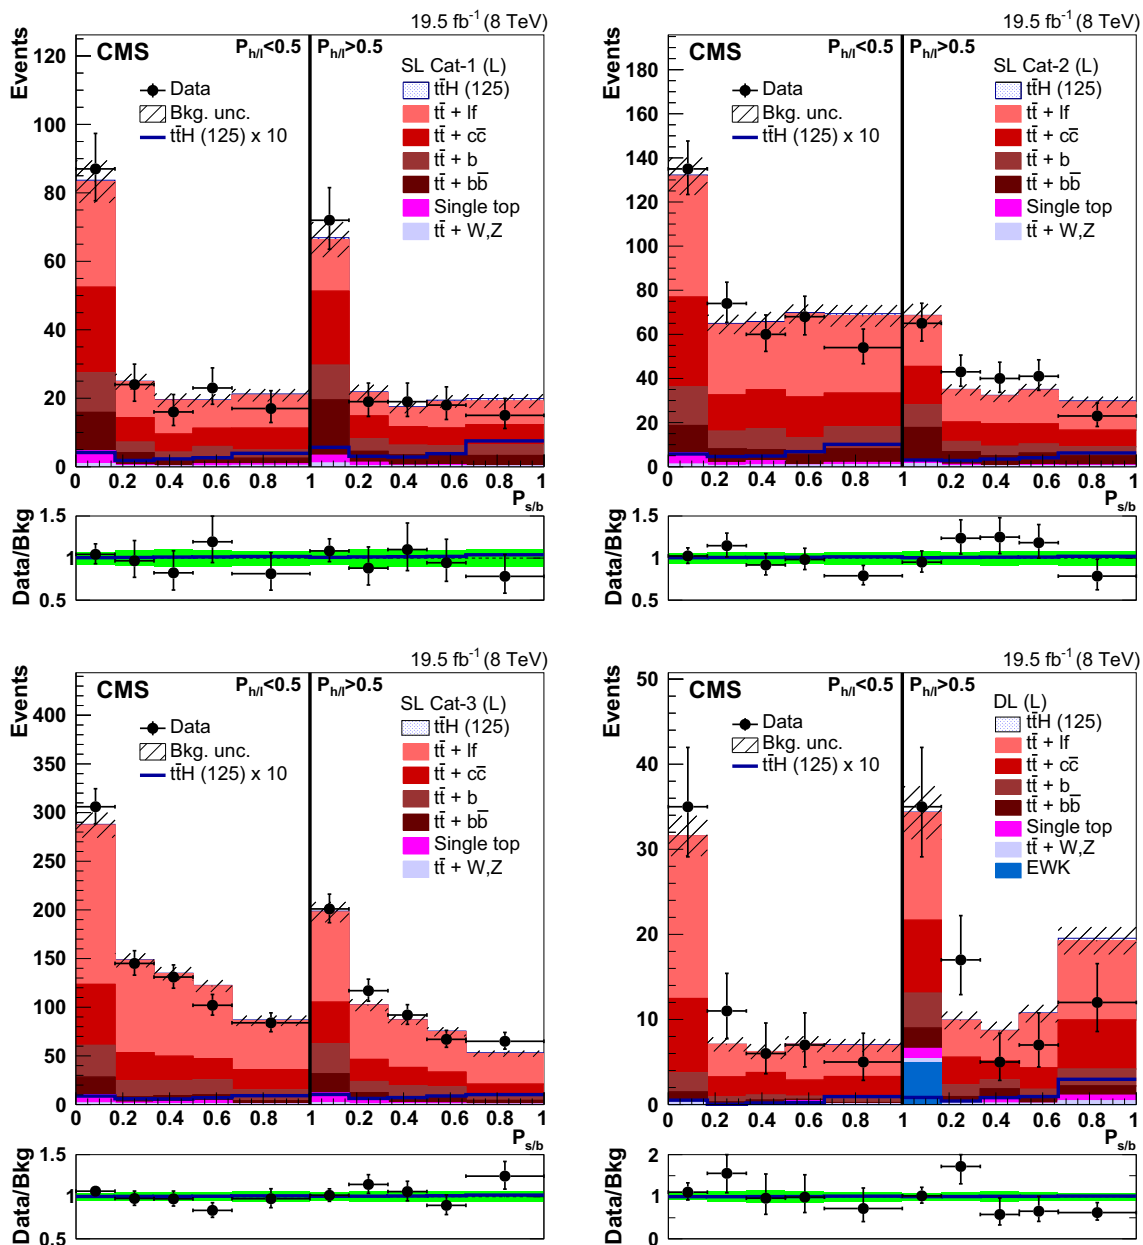 19.5 fb⁻¹ (8 TeV)
Events
120
100
80
60
40
20
0
CMS
P_h/l<0.5
P_h/l>0.5
Data
Bkg. unc.
tt̄H (125) x 10
SL Cat-1 (L)
tt̄H (125)
tt̄ + lf
tt̄ + cc̄
tt̄ + b
tt̄ + bb̄
Single top
tt̄ + W,Z
0 0.2 0.4 0.6 0.8 1 0.2 0.4 0.6 0.8 1
P_s/b
Data/Bkg
1.5
1
0.5
19.5 fb⁻¹ (8 TeV)
Events
180
160
140
120
100
80
60
40
20
0
CMS
P_h/l<0.5
P_h/l>0.5
Data
Bkg. unc.
tt̄H (125) x 10
SL Cat-2 (L)
tt̄H (125)
tt̄ + lf
tt̄ + cc̄
tt̄ + b
tt̄ + bb̄
Single top
tt̄ + W,Z
0 0.2 0.4 0.6 0.8 1 0.2 0.4 0.6 0.8 1
P_s/b
Data/Bkg
1.5
1
0.5
19.5 fb⁻¹ (8 TeV)
Events
400
350
300
250
200
150
100
50
0
CMS
P_h/l<0.5
P_h/l>0.5
Data
Bkg. unc.
tt̄H (125) x 10
SL Cat-3 (L)
tt̄H (125)
tt̄ + lf
tt̄ + cc̄
tt̄ + b
tt̄ + bb̄
Single top
tt̄ + W,Z
0 0.2 0.4 0.6 0.8 1 0.2 0.4 0.6 0.8 1
P_s/b
Data/Bkg
1.5
1
0.5
19.5 fb⁻¹ (8 TeV)
Events
50
40
30
20
10
0
CMS
P_h/l<0.5
P_h/l>0.5
Data
Bkg. unc.
tt̄H (125) x 10
DL (L)
tt̄H (125)
tt̄ + lf
tt̄ + cc̄
tt̄ + b
tt̄ + bb̄
Single top
tt̄ + W,Z
EWK
0 0.2 0.4 0.6 0.8 1 0.2 0.4 0.6 0.8 1
P_s/b
Data/Bkg
2
1
0